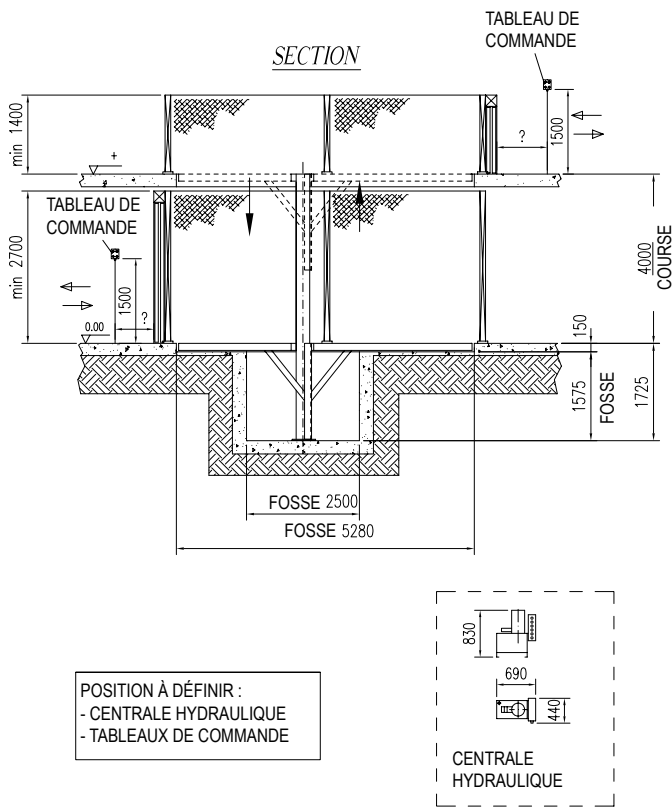 SECTION
TABLEAU DE
COMMANDE
min 1400
+
?
1500
TABLEAU DE
COMMANDE
min 2700
1500
?
0.00
4000
COURSE
150
1575
FOSSE
1725
FOSSE 2500
FOSSE 5280
POSITION À DÉFINIR :
- CENTRALE HYDRAULIQUE
- TABLEAUX DE COMMANDE
830
690
440
CENTRALE
HYDRAULIQUE